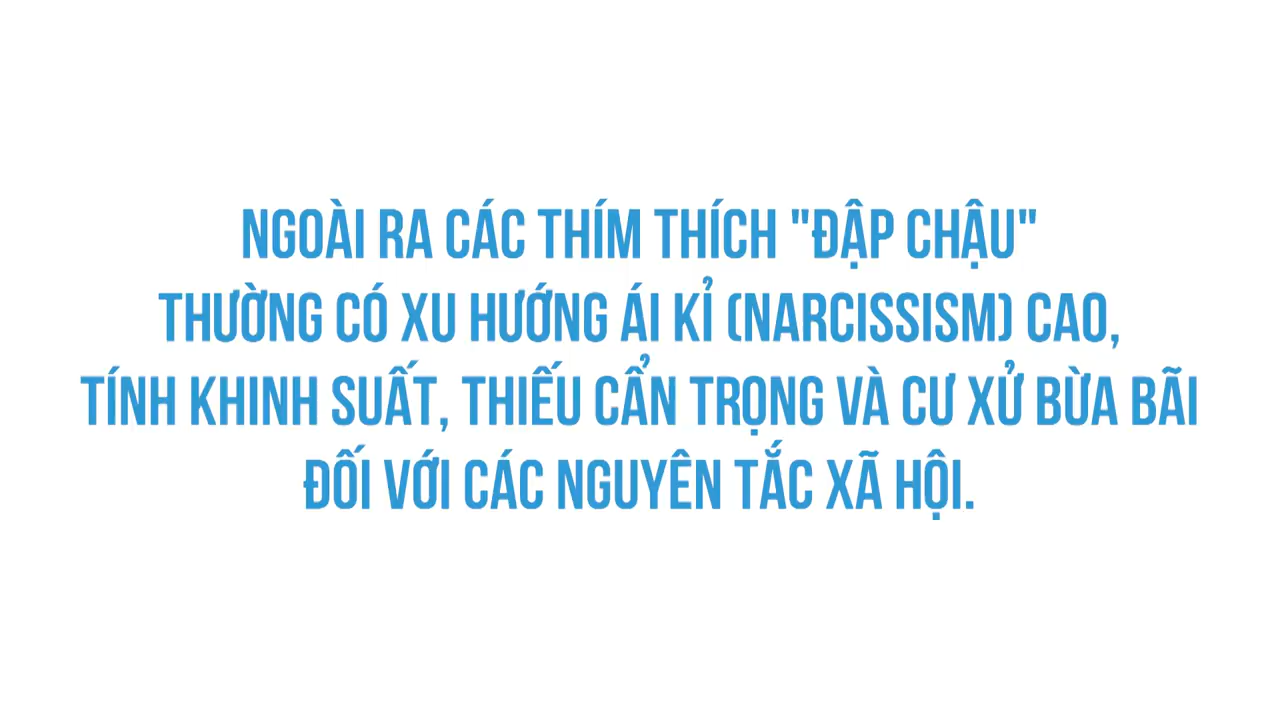 NGOÀI RA CÁC THÍM THÍCH "ĐẬP CHẬU"
THƯỜNG CÓ XU HƯỚNG ÁI KỈ (NARCISSISM) CAO,
TÍNH KHINH SUẤT, THIẾU CẨN TRỌNG VÀ CƯ XỬ BỪA BÃI
ĐỐI VỚI CÁC NGUYÊN TẮC XÃ HỘI.